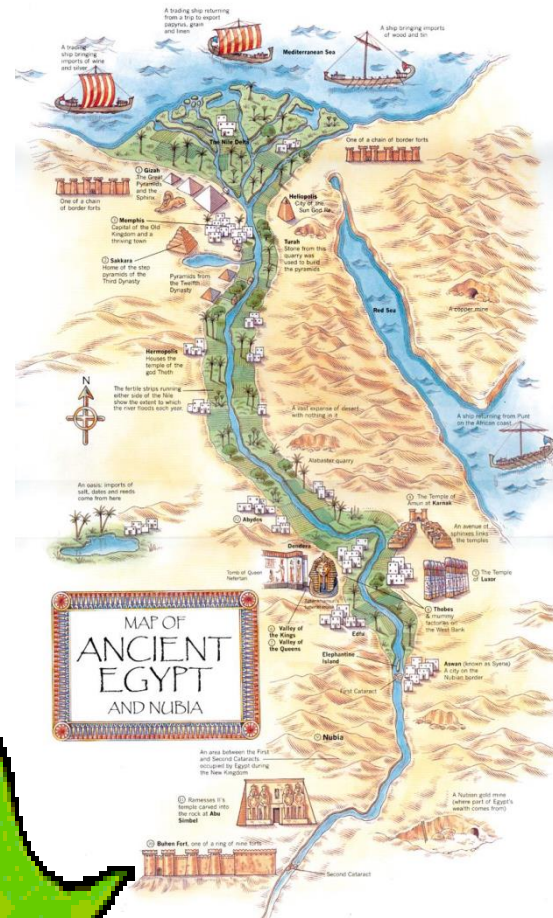 A trading ship returning
from a trip to export
papyrus, grain
and linen
A ship bringing imports
of wood and tin
A trading
ship bringing
imports of wine
and silver
Mediterranean Sea
The Nile Delta
One of a chain of border forts
One of a chain
of border forts
① Gizah
The Great
Pyramids
and the
Sphinx
Heliopolis
City of the
Sun God Re
③ Memphis
Capital of the Old
Kingdom and a
thriving town
Turah
Stone from this
quarry was
used to build
the pyramids
② Sakkara
Home of the step
pyramids of the
Third Dynasty
Pyramids from
the Twelfth
Dynasty
Red Sea
A copper mine
Hermopolis
Houses the
temple of the
god Thoth
N
The fertile strips running
either side of the Nile
show the extent to which
the river floods each year.
A vast expanse of desert
with nothing in it
A ship returning from Punt
on the African coast
Alabaster quarry
An oasis: imports of
salt, dates and reeds
come from here
The Temple of
Amun at Karnak
Abydos
An avenue of
sphinxes links
the temples
Dendera
Tomb of Queen
Nefertari
The Temple
of Luxor
Thebes
& mummy
factories on
the West Bank
Valley of
the Kings
Valley of
the Queens
Edfu
Elephantine
Island
Aswan (known as Syene)
A city on the
Nubian border
First Cataract
MAP OF
ANCIENT
EGYPT
AND NUBIA
Nubia
An area between the First
and Second Cataracts
occupied by Egypt during
the New Kingdom
Ramesses II's
temple carved into
the rock at Abu
Simbel
A Nubian gold mine
(where part of Egypt's
wealth comes from)
Buhen Fort, one of a ring of nine forts
Second Cataract